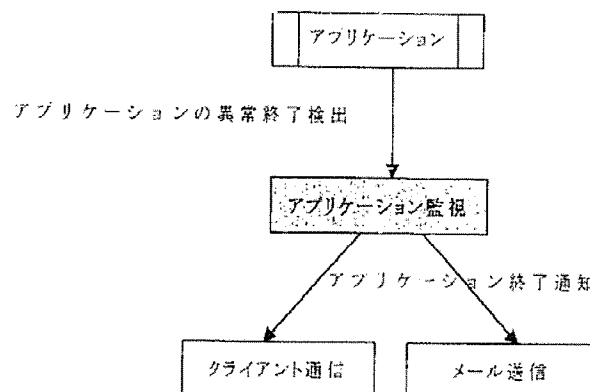 アプリケーション
アプリケーションの異常終了検出
アプリケーション監視
アプリケーション終了通知
クライアント通信
メール送信